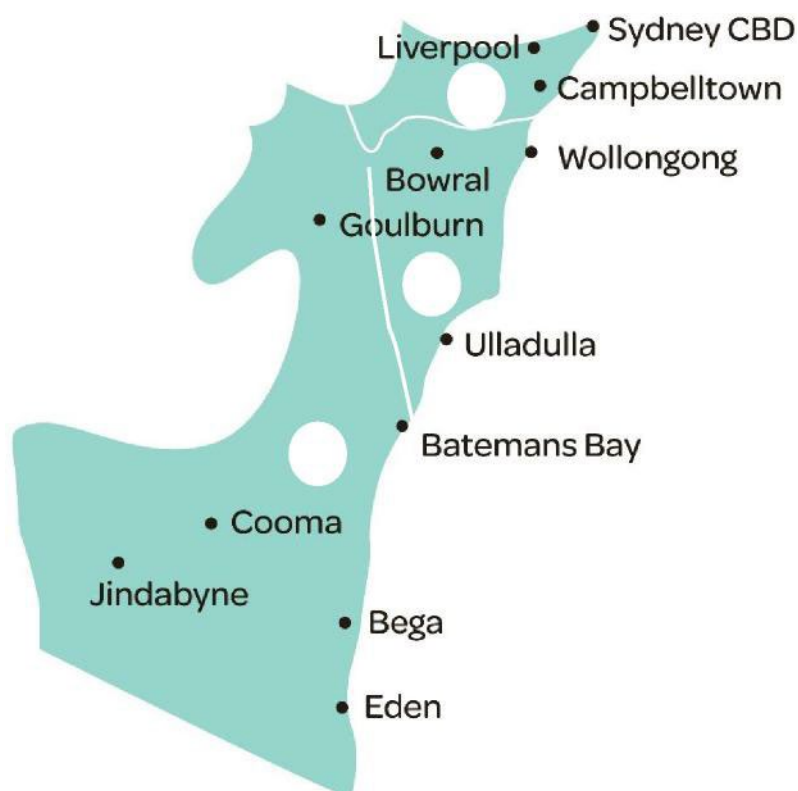 Sydney CBD
Liverpool
Campbelltown
Wollongong
Bowral
Goulburn
Ulladulla
Batemans Bay
Cooma
Jindabyne
Bega
Eden